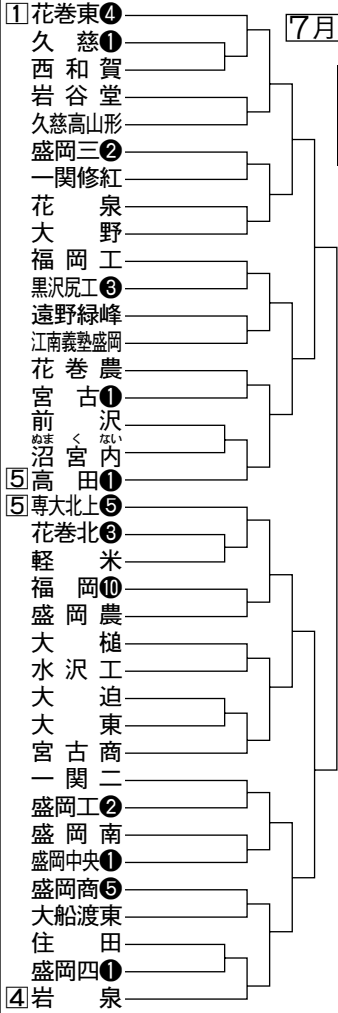 1 花巻東❹
7月
久慈❶
西和賀
岩谷堂
久慈高山形
盛岡三❷
一関修紅
花泉
大野
福岡工
黒沢尻工❸
遠野緑峰
江南義塾盛岡
花巻農
宮古❶
前沢
ぬま く ない
沼宮内
5 高田❶
5 専大北上❺
花巻北❸
軽米
福岡❿
盛岡農
大槌
水沢工
大迫
大東
宮古商
一関二
盛岡工❷
盛岡南
盛岡中央❶
盛岡商❺
大船渡東
住田
盛岡四❶
4 岩泉